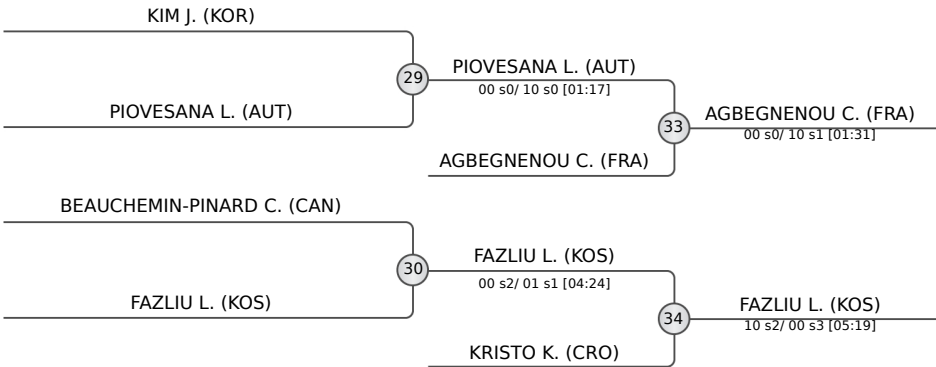 KIM J. (KOR)
29
PIOVESANA L. (AUT)
00 s0/ 10 s0 [01:17]
PIOVESANA L. (AUT)
33
AGBEGNENOU C. (FRA)
00 s0/ 10 s1 [01:31]
AGBEGNENOU C. (FRA)
BEAUCHEMIN-PINARD C. (CAN)
30
FAZLIU L. (KOS)
00 s2/ 01 s1 [04:24]
FAZLIU L. (KOS)
34
FAZLIU L. (KOS)
10 s2/ 00 s3 [05:19]
KRISTO K. (CRO)